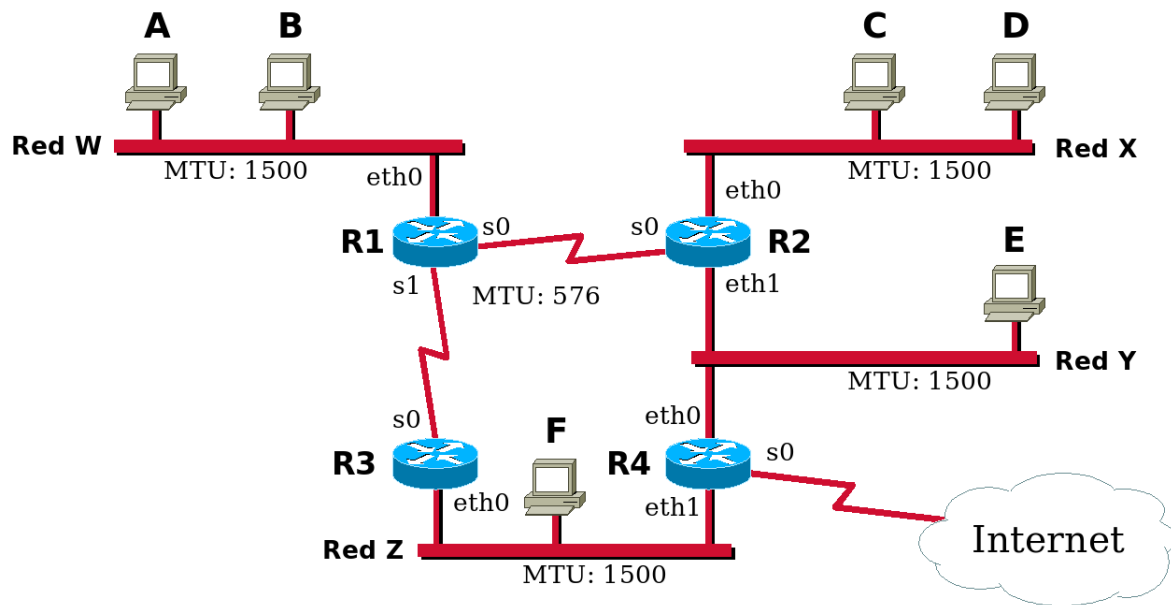 A
B
C
D
Red W
MTU: 1500
eth0
Red X
MTU: 1500
eth0
R1
s0
s0
R2
E
s1
MTU: 576
eth1
Red Y
MTU: 1500
s0
eth0
F
R3
R4
s0
eth0
eth1
Internet
Red Z
MTU: 1500